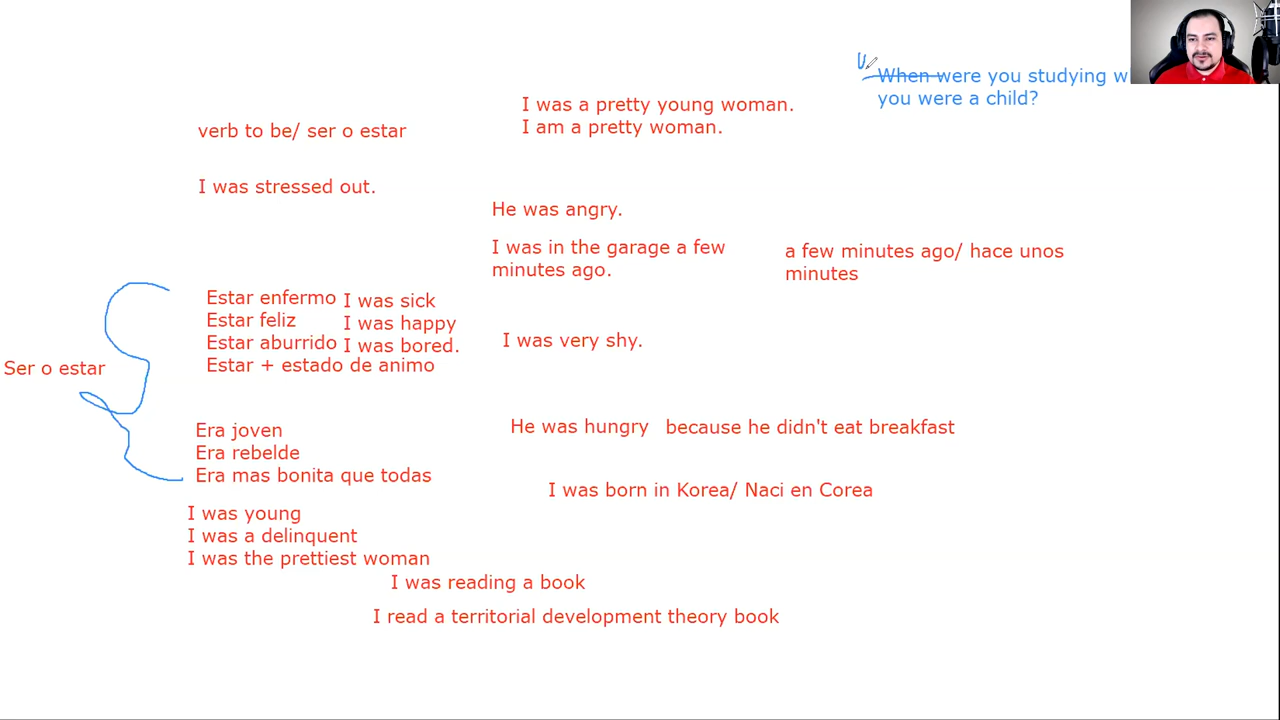 When were you studying w
you were a child?
I was a pretty young woman.
I am a pretty woman.
verb to be/ ser o estar
I was stressed out.
He was angry.
I was in the garage a few
minutes ago.
a few minutes ago/ hace unos
minutes
Estar enfermo
Estar feliz
Estar aburrido
Estar + estado de animo
I was sick
I was happy
I was bored.
I was very shy.
Ser o estar
Era joven
Era rebelde
Era mas bonita que todas
He was hungry
because he didn't eat breakfast
I was born in Korea/ Naci en Corea
I was young
I was a delinquent
I was the prettiest woman
I was reading a book
I read a territorial development theory book